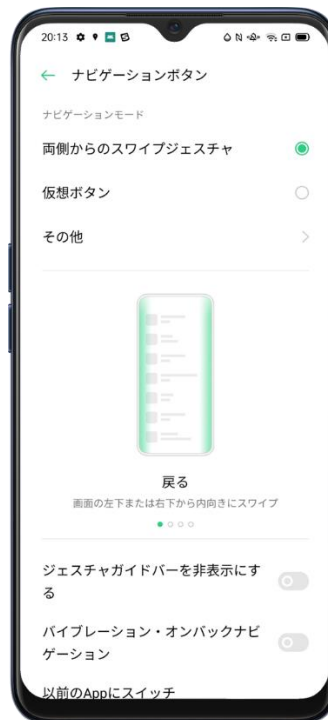 20:13
← ナビゲーションボタン
ナビゲーションモード
両側からのスワイプジェスチャ
仮想ボタン
その他
戻る
画面の左下または右下から内向きにスワイプ
ジェスチャガイドバーを非表示にす
る
バイブレーション・オンバックナビ
ゲーション
以前のAppにスイッチ